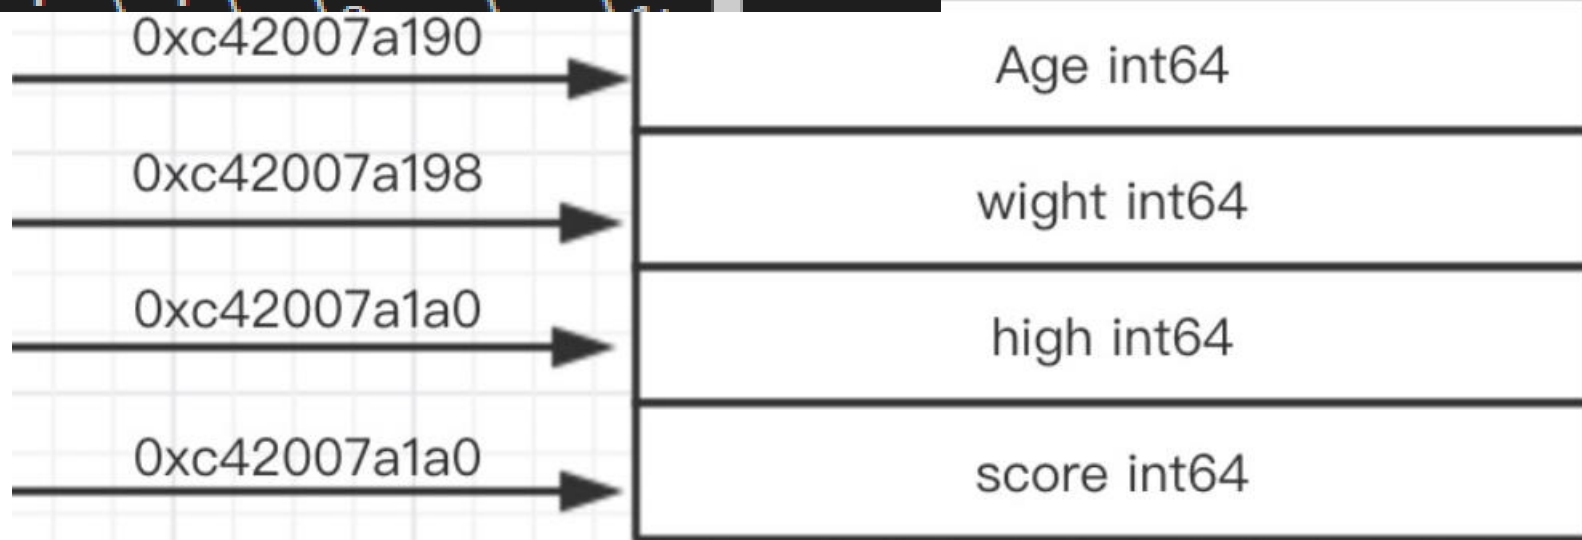 0xc42007a190
Age int64
0xc42007a198
wight int64
0xc42007a1a0
high int64
0xc42007a1a0
score int64